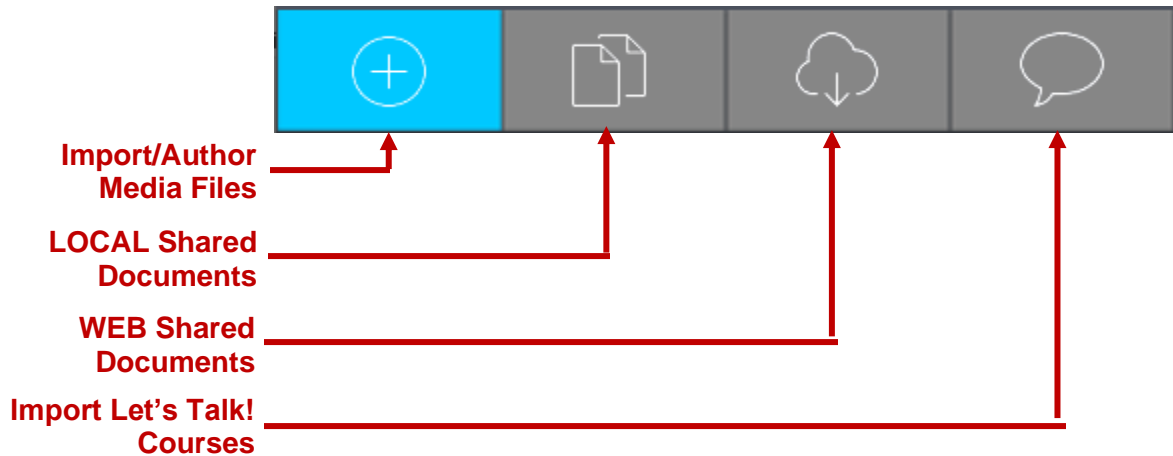 Import/Author
Media Files
LOCAL Shared
Documents
WEB Shared
Documents
Import Let’s Talk!
Courses